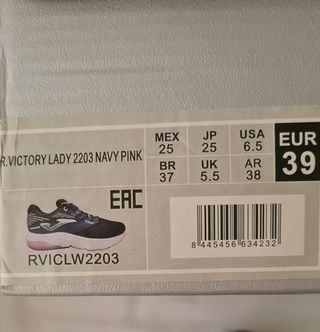 R.VICTORY LADY 2203 NAVY PINK
MEX 25
JP 25
USA 6.5
EUR 39
BR 37
UK 5.5
AR 38
EAC
RVICLW2203
8 445456 634232